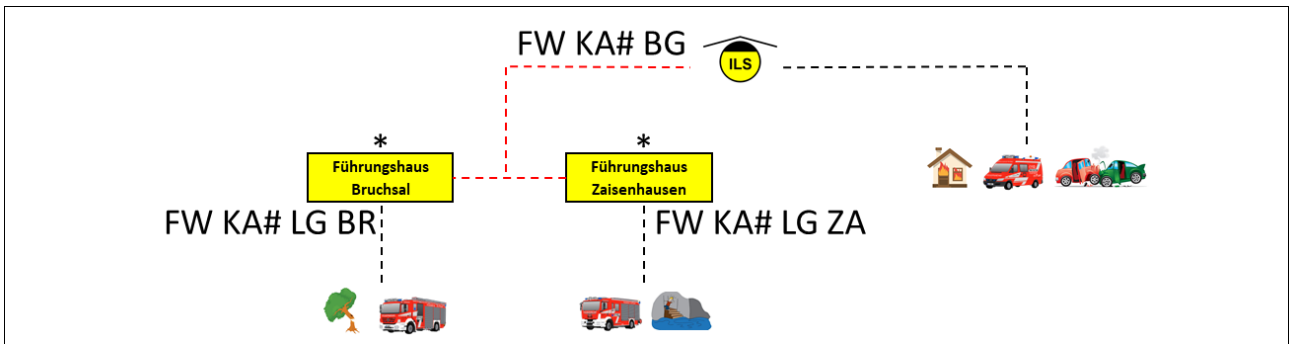 FW KA# BG
ILS
*
*
Führungshaus
Bruchsal
Führungshaus
Zaisenhausen
FW KA# LG BR
FW KA# LG ZA